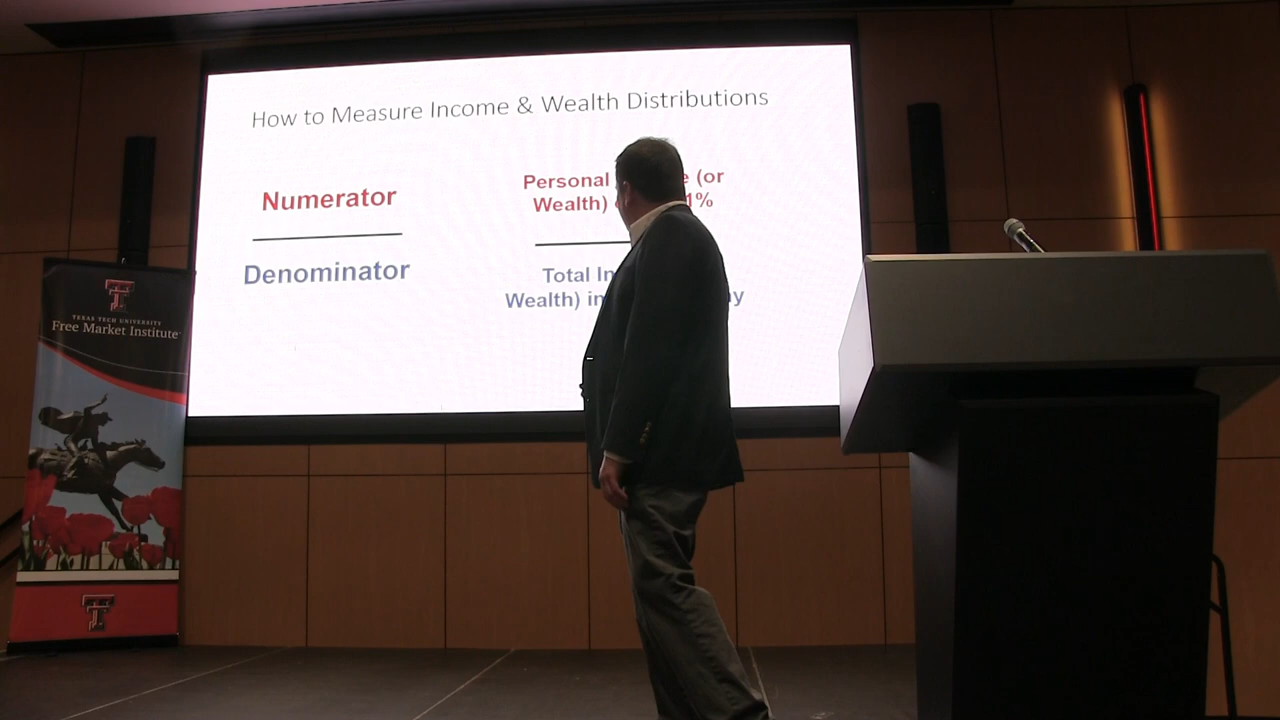 How to Measure Income & Wealth Distributions
Numerator
Denominator
Personal (or
Wealth) 1%
Total
Wealth) in
TEXAS TECH UNIVERSITY
Free Market Institute